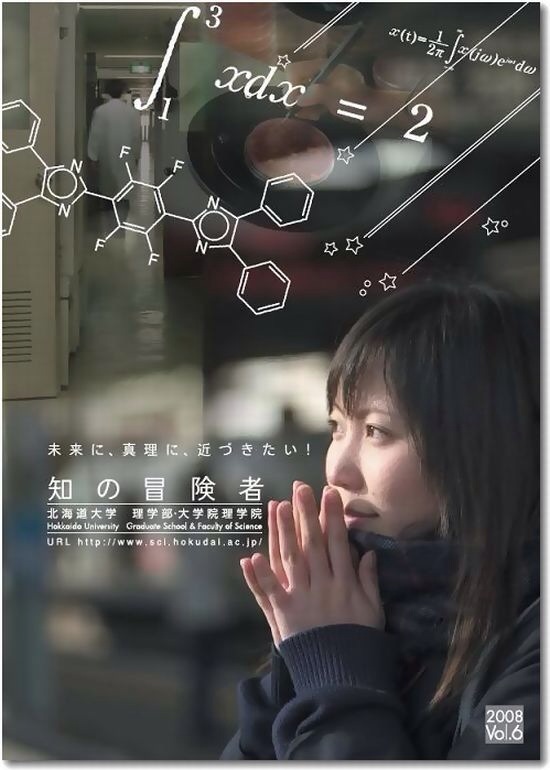 ∫₁³ xdx = 2
x(t)=1/2π ∫x(jω)eʲωᵗdω
F F
N N
N N
F F
未来に、真理に、近づきたい！
知の冒険者
北海道大学 理学部・大学院理学院
Hokkaido University Graduate School & Faculty of Science
URL http://www.sci.hokudai.ac.jp/
2008
Vol.6